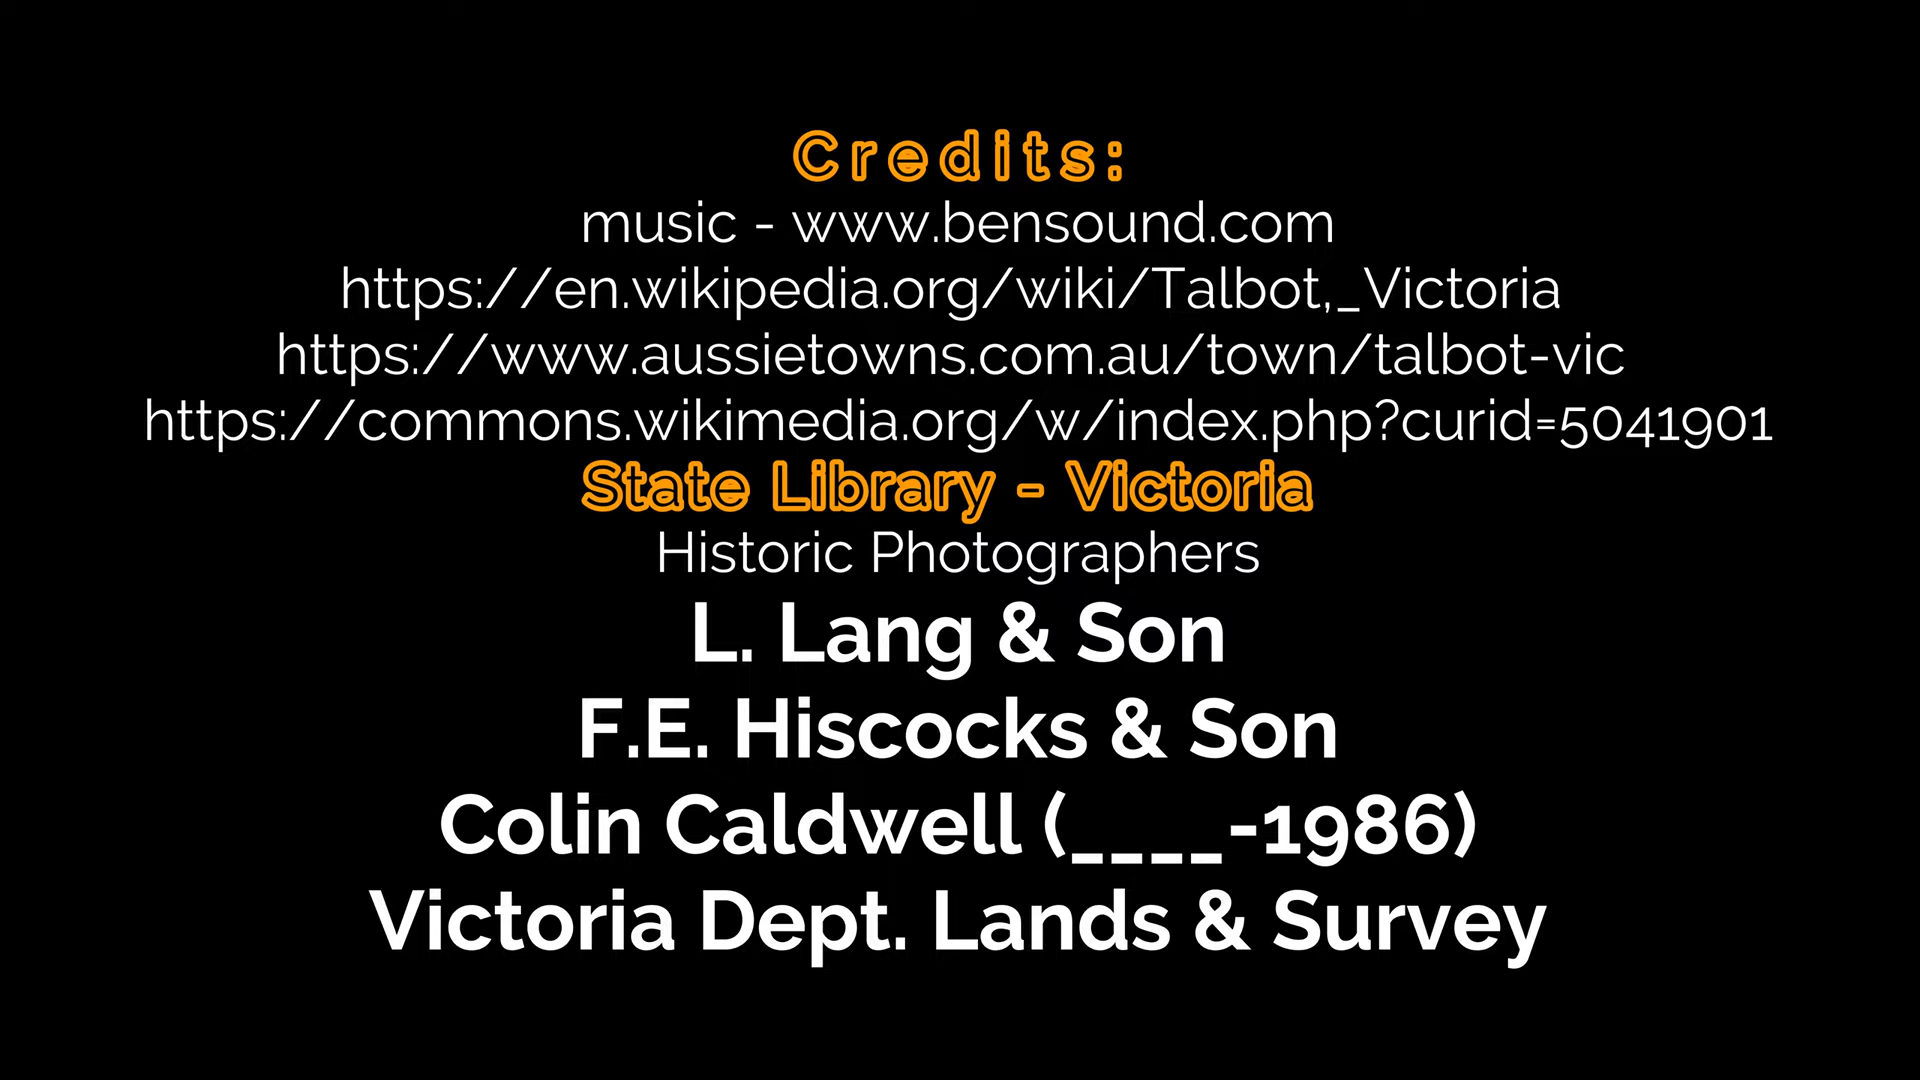 Credits:
music - www.bensound.com
https://en.wikipedia.org/wiki/Talbot,_Victoria
https://www.aussietowns.com.au/town/talbot-vic
https://commons.wikimedia.org/w/index.php?curid=5041901
State Library - Victoria
Historic Photographers
L. Lang & Son
F.E. Hiscocks & Son
Colin Caldwell (____-1986)
Victoria Dept. Lands & Survey